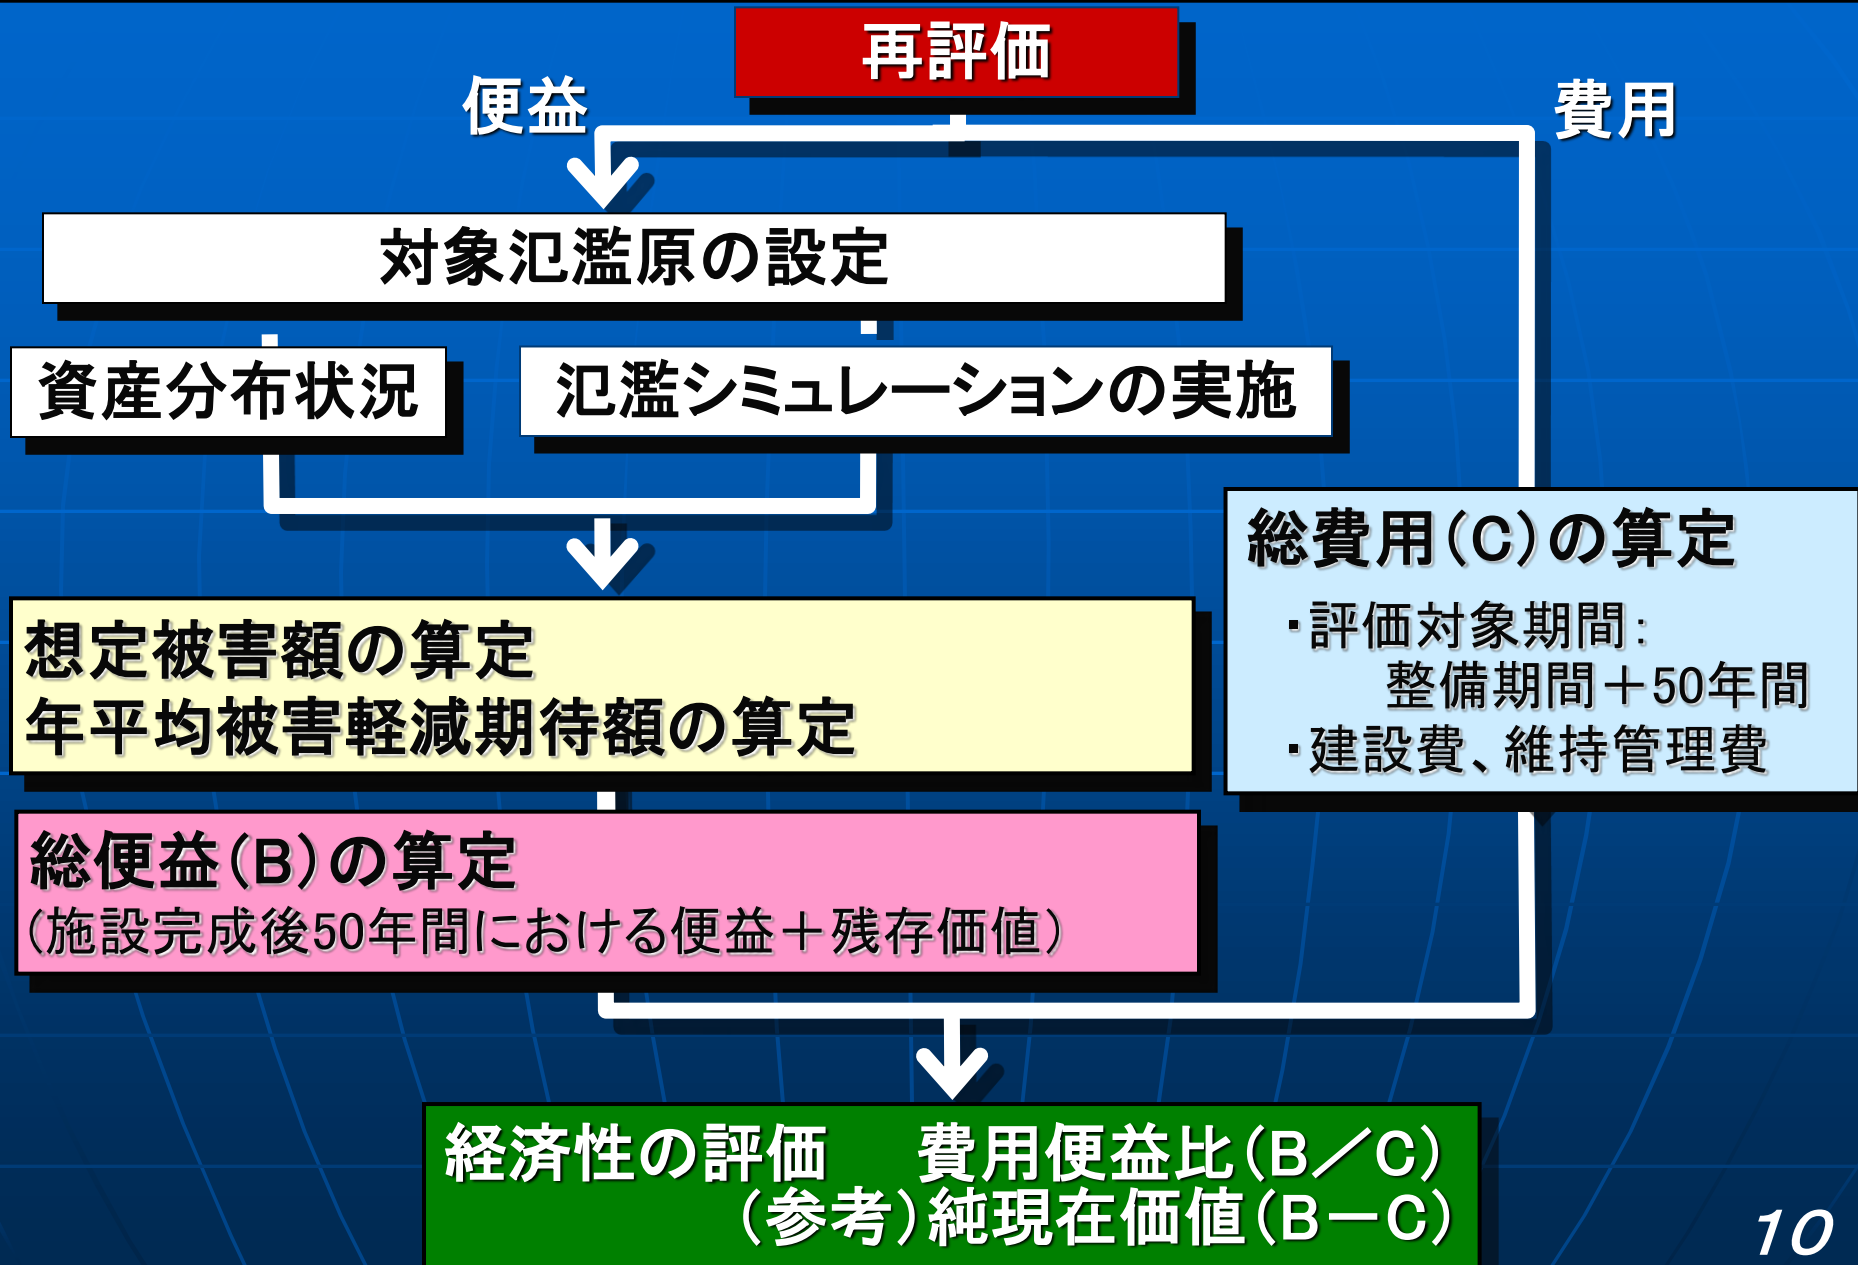 再評価
便益
費用
対象氾濫原の設定
資産分布状況
氾濫シミュレーションの実施
想定被害額の算定
年平均被害軽減期待額の算定
総便益(B)の算定
(施設完成後50年間における便益＋残存価値)
総費用(C)の算定
・評価対象期間:
整備期間＋50年間
・建設費、維持管理費
経済性の評価　費用便益比(B／C)
(参考)純現在価値(B－C)
10